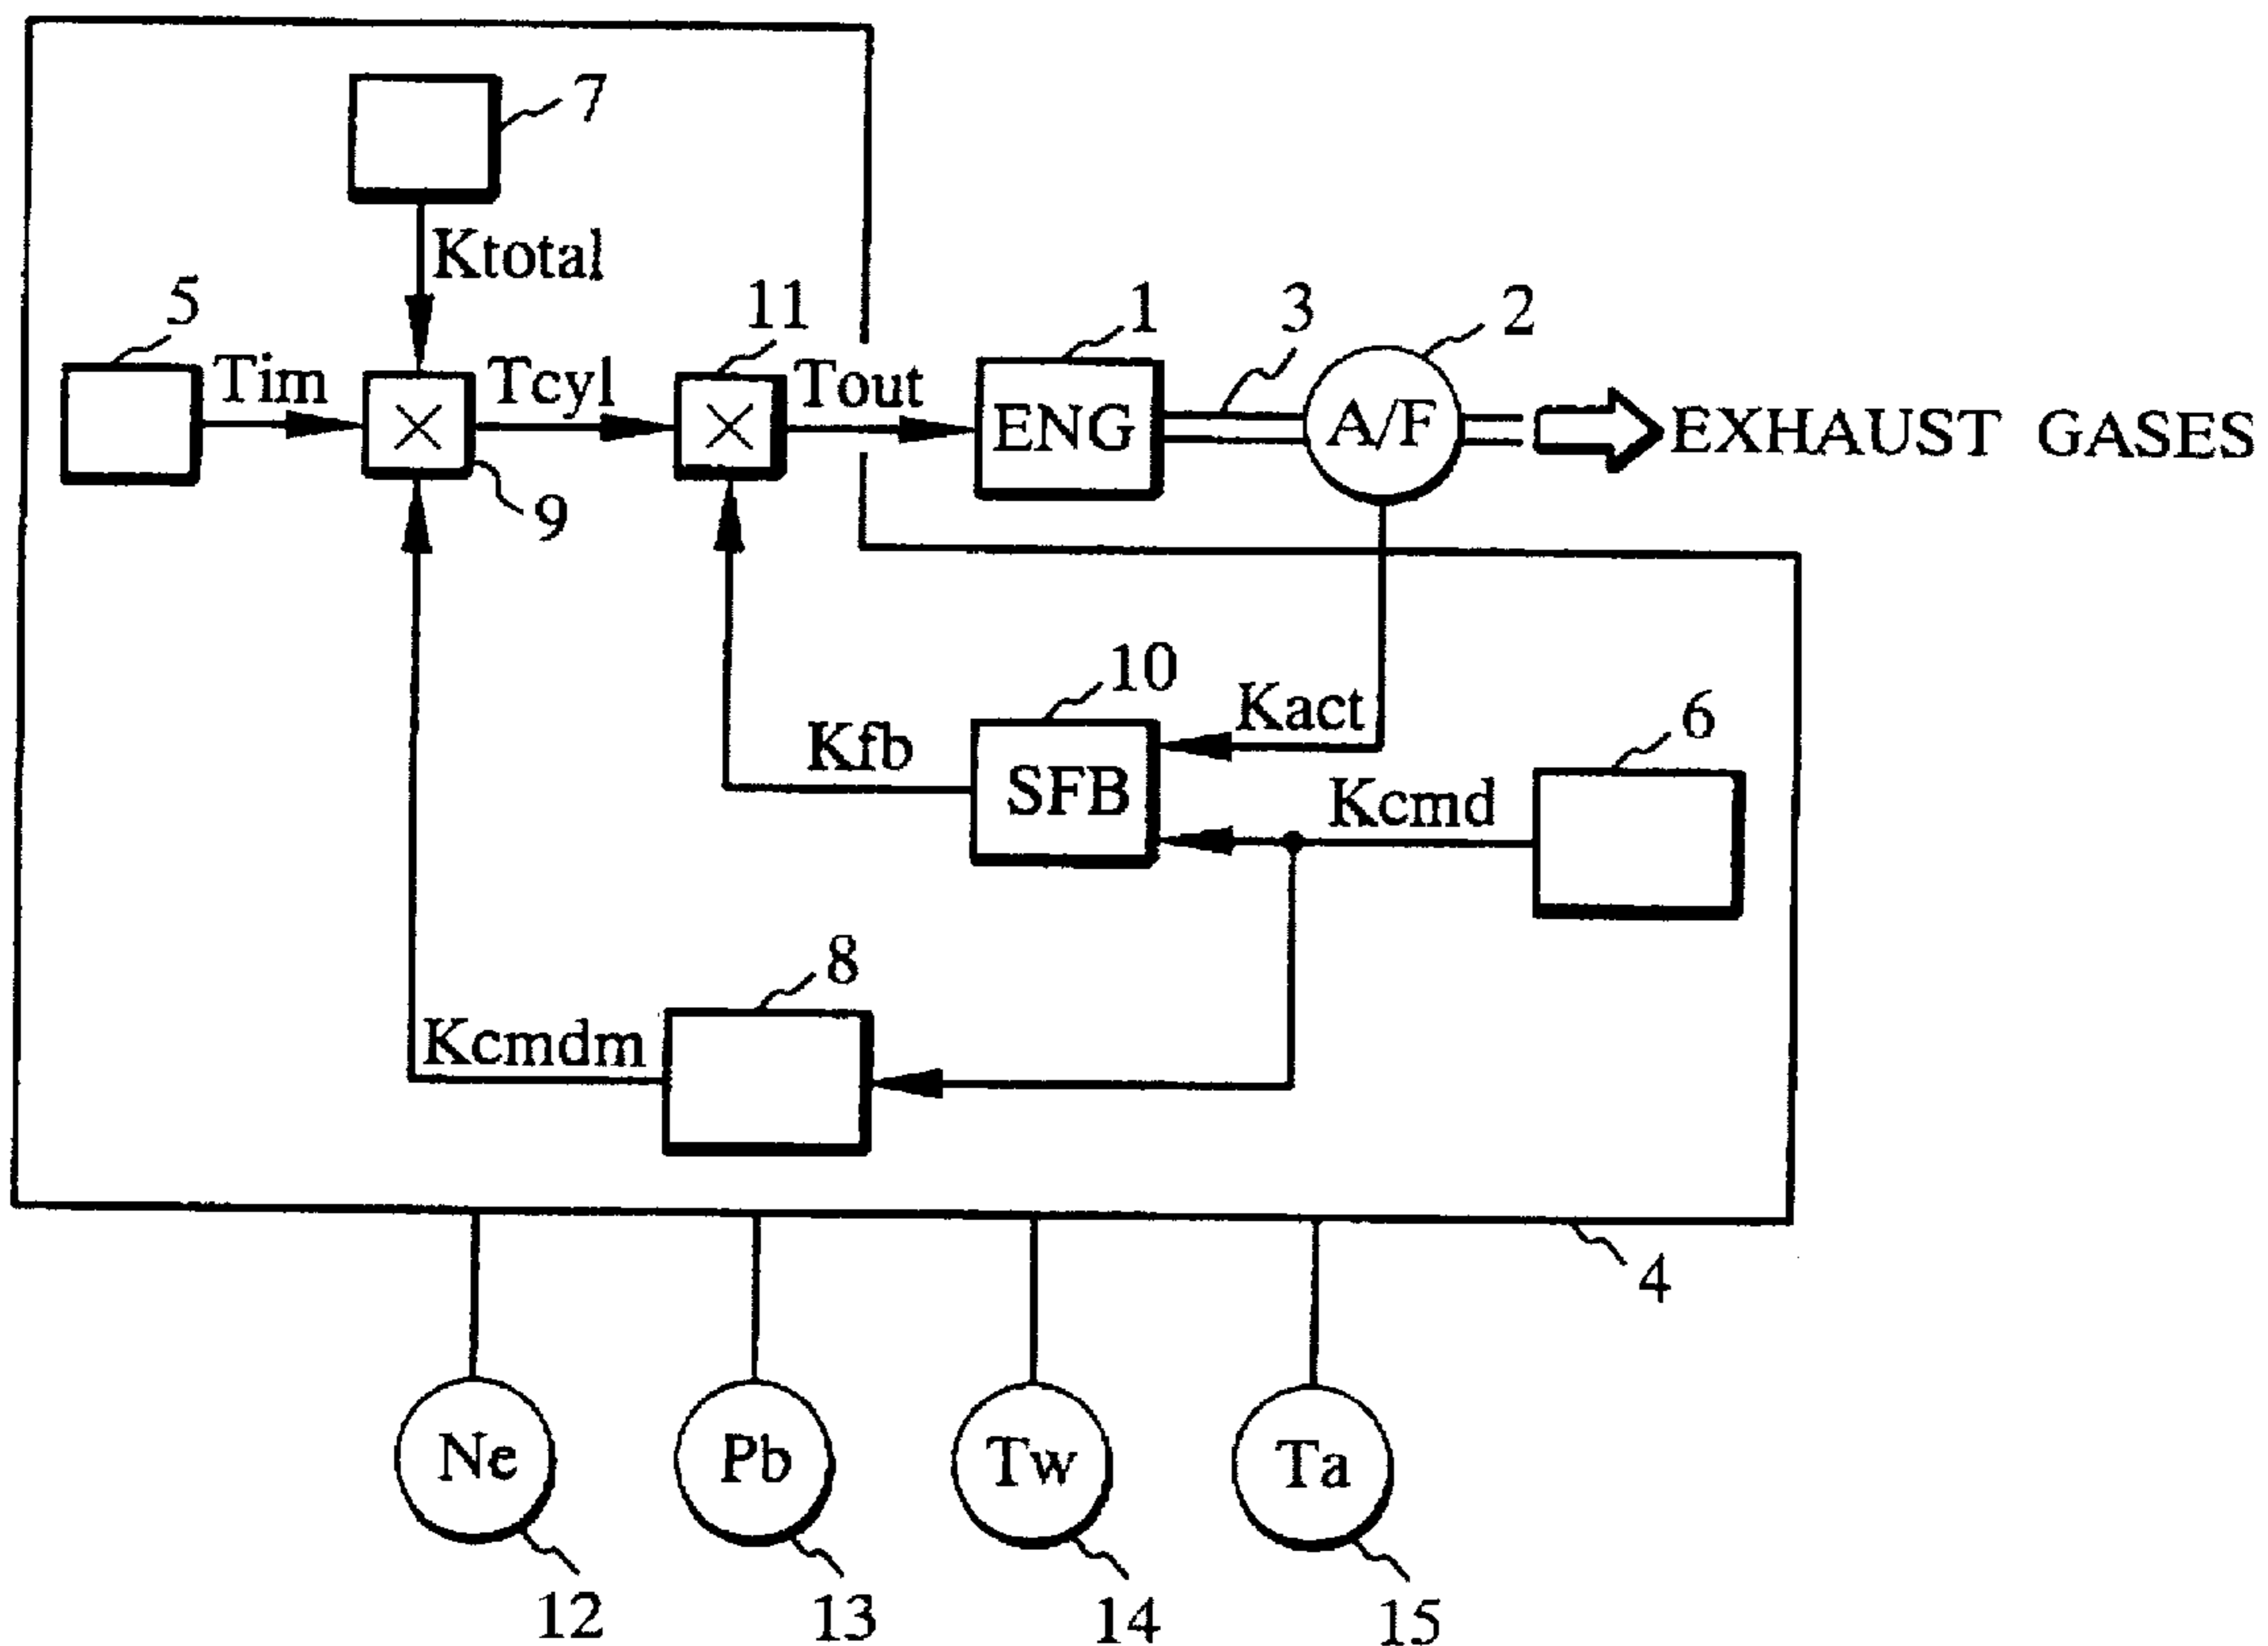 7
Ktotal
5
11
1
3
2
Tim
Tcyl
Tout
×
×
ENG
A/F
EXHAUST GASES
9
10
Kact
6
Kfb
SFB
Kcmd
8
Kcmdm
4
Ne
Pb
Tw
Ta
12
13
14
15